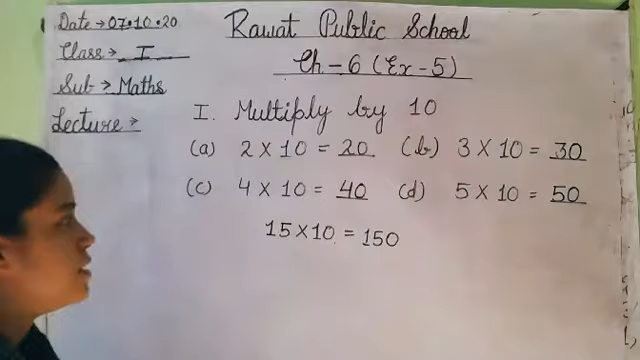 Date → 07.10.20
Rawat Public School
Class → I
Ch - 6 (Ex - 5)
Sub → Maths
Lecture →
I. Multiply by 10
(a) 2 × 10 = 20 (b) 3 × 10 = 30
(c) 4 × 10 = 40 (d) 5 × 10 = 50
15 × 10 = 150